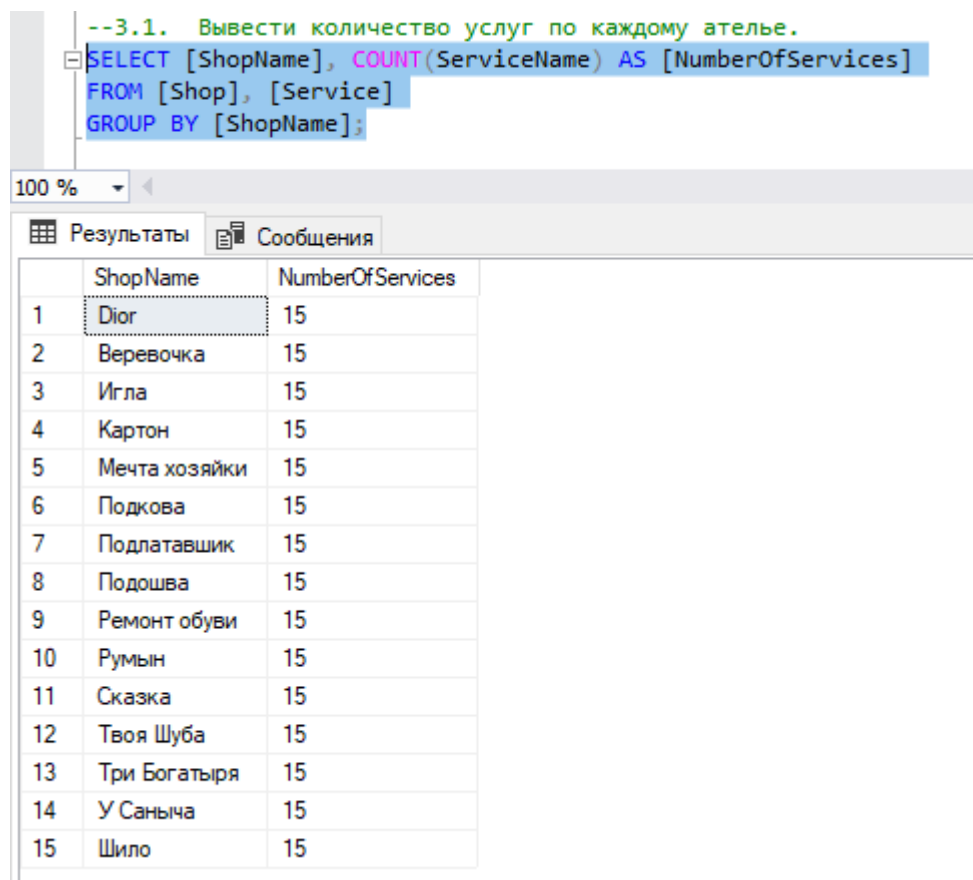 --3.1.  Вывести количество услуг по каждому ателье.
SELECT [ShopName], COUNT(ServiceName) AS [NumberOfServices]
FROM [Shop], [Service]
GROUP BY [ShopName];
100 %
Результаты Сообщения
ShopName NumberOfServices
1 Dior 15
2 Веревочка 15
3 Игла 15
4 Картон 15
5 Мечта хозяйки 15
6 Подкова 15
7 Подлатавшик 15
8 Подошва 15
9 Ремонт обуви 15
10 Румын 15
11 Сказка 15
12 Твоя Шуба 15
13 Три Богатыря 15
14 У Саныча 15
15 Шило 15